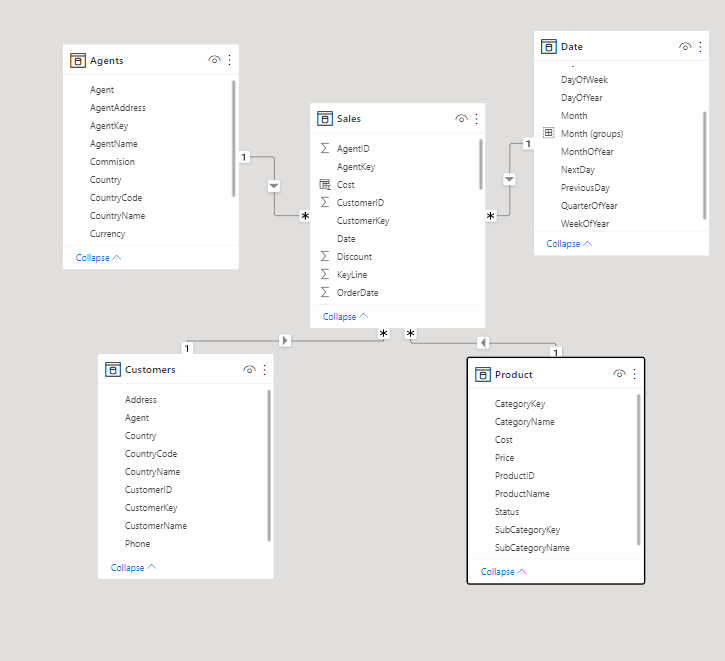 Agents
Agent
AgentAddress
AgentKey
AgentName
Commision
Country
CountryCode
CountryName
Currency
Collapse
1
*
Sales
AgentID
AgentKey
Cost
CustomerID
CustomerKey
Date
Discount
KeyLine
OrderDate
Collapse
*
1
Date
DayOfWeek
DayOfYear
Month
Month (groups)
MonthOfYear
NextDay
PreviousDay
QuarterOfYear
WeekOfYear
Collapse
*
*
1
1
Customers
Address
Agent
Country
CountryCode
CountryName
CustomerID
CustomerKey
CustomerName
Phone
Collapse
Product
CategoryKey
CategoryName
Cost
Price
ProductID
ProductName
Status
SubCategoryKey
SubCategoryName
Collapse